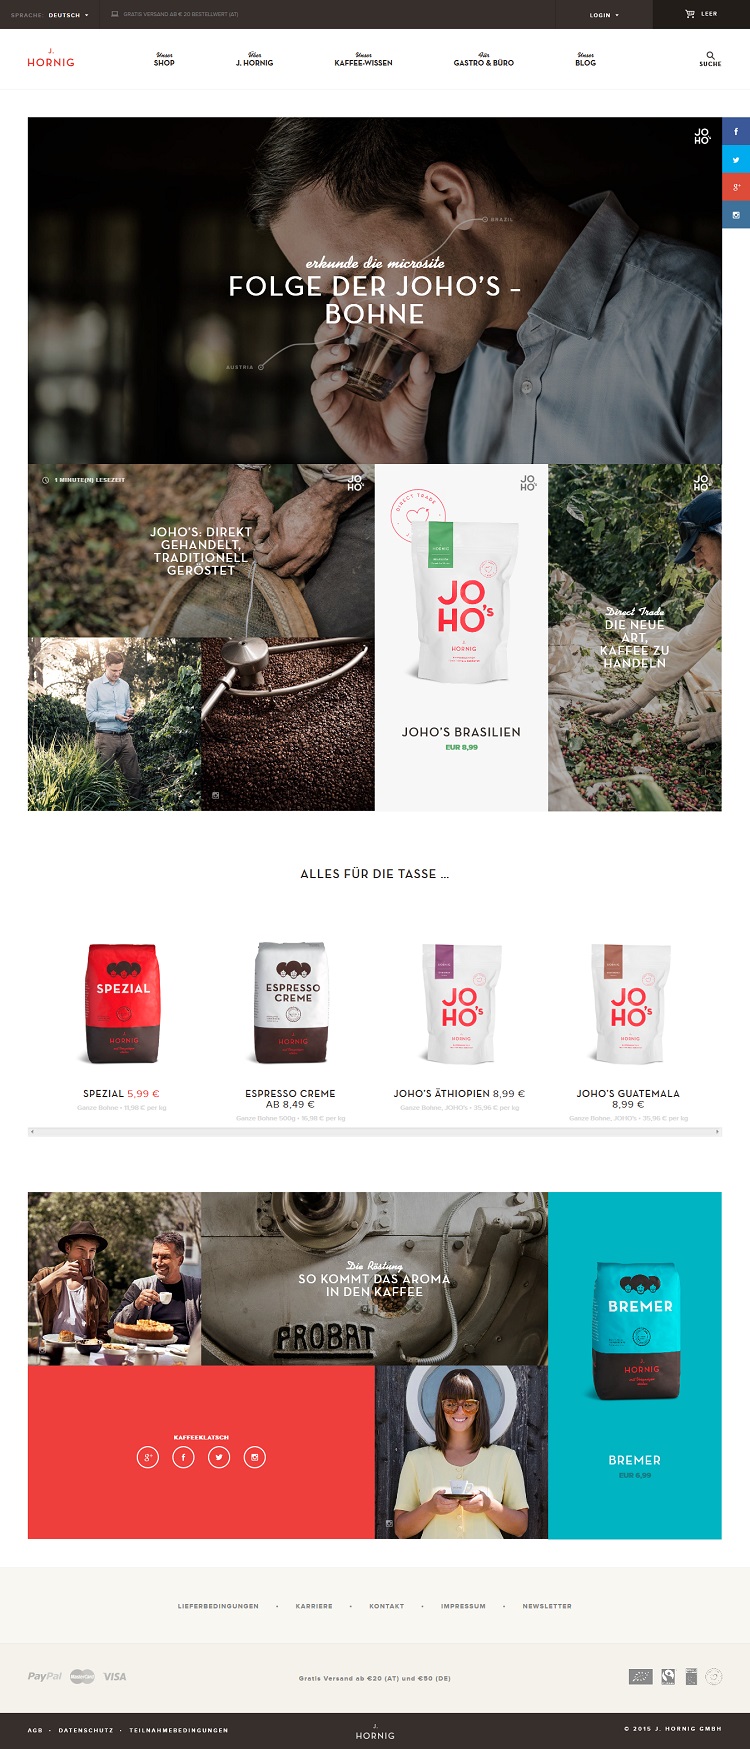 SPRACHE: DEUTSCH
GRATIS VERSAND AB € 20 BESTELLWERT (AT)
LOGIN
LEER
J.
HORNIG
Unser
SHOP
Über
J. HORNIG
Unser
KAFFEE-WISSEN
Für
GASTRO & BÜRO
Unser
BLOG
SUCHE
JO
HO's
BRAZIL
erkunde die microsite
FOLGE DER JOHO'S –
BOHNE
AUSTRIA
1 MINUTE(N) LESEZEIT
JO
HO's
JOHO'S: DIREKT
GEHANDELT,
TRADITIONELL
GERÖSTET
JO
HO's
DIRECT TRADE
JO
HO's
J.
HORNIG
JOHO'S BRASILIEN
EUR 8,99
JO
HO's
Direct Trade
DIE NEUE
ART,
KAFFEE ZU
HANDELN
ALLES FÜR DIE TASSE ...
SPEZIAL
J.
HORNIG
ESPRESSO
CREME
J.
HORNIG
JO
HO's
J.
HORNIG
JO
HO's
J.
HORNIG
SPEZIAL 5,99 €
Ganze Bohne • 11,98 € per kg
ESPRESSO CREME
AB 8,49 €
Ganze Bohne 500g • 16,98 € per kg
JOHO'S ÄTHIOPIEN 8,99 €
Ganze Bohne, JOHO's • 35,96 € per kg
JOHO'S GUATEMALA
8,99 €
Ganze Bohne, JOHO's • 35,96 € per kg
Die Röstung
SO KOMMT DAS AROMA
IN DEN KAFFEE
PROBAT
BREMER
J.
HORNIG
BREMER
EUR 6,99
KAFFEEKLATSCH
LIEFERBEDINGUNGEN • KARRIERE • KONTAKT • IMPRESSUM • NEWSLETTER
PayPal
MasterCard
VISA
Gratis Versand ab €20 (AT) und €50 (DE)
AGB • DATENSCHUTZ • TEILNAHMEBEDINGUNGEN
J.
HORNIG
© 2015 J. HORNIG GMBH